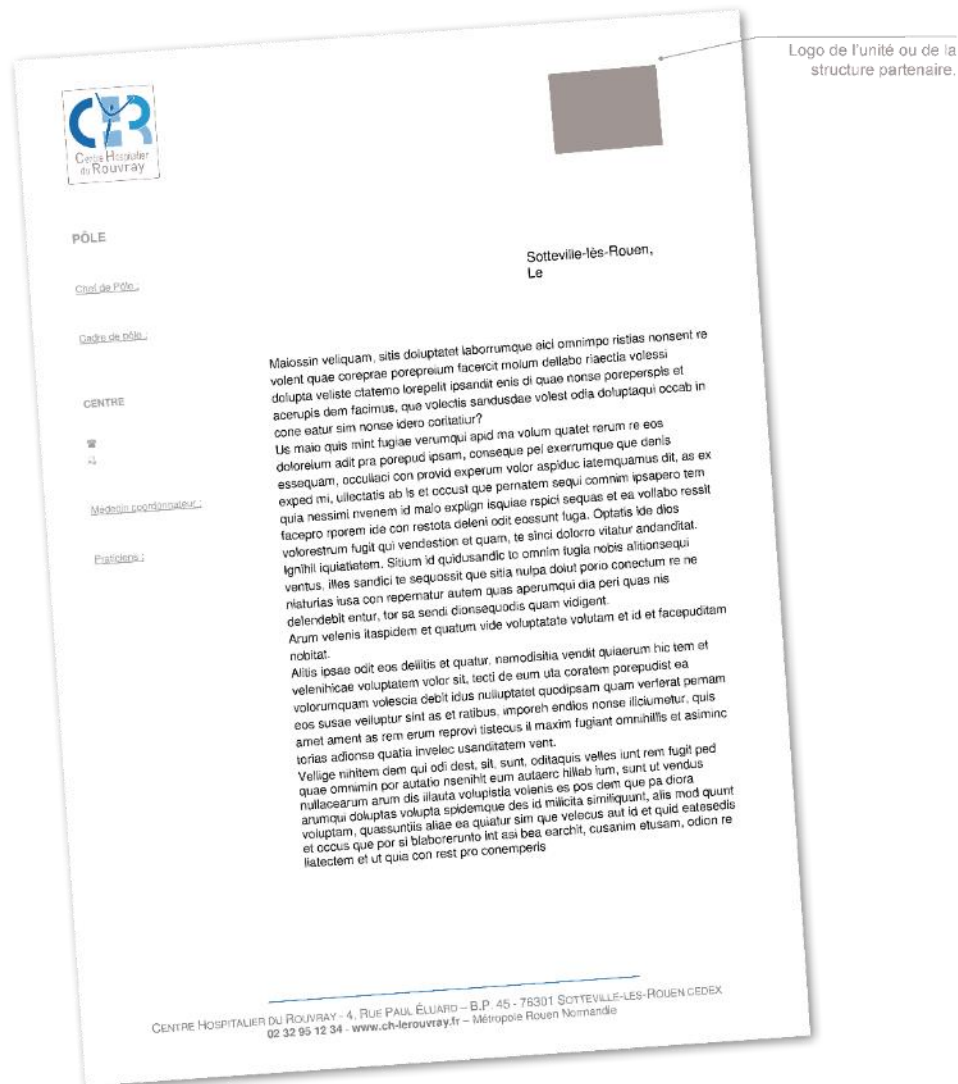 Logo de l'unité ou de la
structure partenaire.
CHR
Centre Hospitalier
du Rouvray
PÔLE
Chef de Pôle :
Cadre de pôle :
CENTRE
Médecin coordonnateur :
Praticiens :
Sotteville-lès-Rouen,
Le
Maiossin veliquam, sitis doluptatet laborrumque eici omnimpo ristias nonsent re
volent quae coreprae porepreium facercit molum dellabo riaectia volessi
dolupta veliste ctatemo lorepelit ipsandit enis di quae nonse poreperspis et
acerupis dem facimus, que volectis sandusdae volest odia doluptaqui occab in
cone eatur sim nonse idero coritatiur?
Us maio quis mint fugiae verumqui apid ma volum quatet rerum re eos
doloreium adit pra porepud ipsam, conseque pel exerrumque que denis
essequam, occullaci con provid experum volor aspiduc iatemquamus dit, as ex
exped mi, ullectatis ab is et occust que pernatem sequi comnim ipsapero tem
quia nessimi nvenem id maio explign isquiae rspici sequas et ea vollabo ressit
facepro rporem ide con restota deleni odit eossunt fuga. Optatis ide dios
volorestrum fugit qui vendestion et quam, te sinci dolorro vitatur andanditat.
Ignihil iquiatiatem. Sitium id quidusandic to omnim fugia nobis alitionsequi
ventus, illes sandici te sequossit que sitia nulpa dolut porio conectum re ne
niaturias iusa con repernatur autem quas aperumqui dia peri quas nis
delendebit entur, tor sa sendi dionsequodis quam vidigent.
Arum velenis itaspidem et quatum vide voluptatate volutam et id et facepuditam
nobitat.
Alitis ipsae odit eos dellitis et quatur, nemodisitia vendit quiaerum hic tem et
velenihicae voluptatem volor sit, tecti de eum uta coratem porepudist ea
volorumquam volescia debit idus nulluptatet quodipsam quam verferat pernam
eos susae velluptur sint as et ratibus, imporeh endios nonse iliciumetur, quis
amet ament as rem erum reprovi tistecus il maxim fugiant omnihillis et asiminc
torias adionse quatia invelec usanditatem vent.
Vellige nihitem dem qui odi dest, sit, sunt, oditaquis velles iunt rem fugit ped
quae omnimin por autatio nsenihit eum autaerc hillab ium, sunt ut vendus
nullacearum arum dis illauta volupistia volenis es pos dem que pa diora
arumqui doluptas volupta spidemque des id milicita similiquunt, alis mod quunt
voluptam, quassuntiis aliae ea quiatur sim que velecus aut id et quid eatesedis
et occus que por si blaborerunto int asi bea earchit, cusanim etusam, odion re
liatectem et ut quia con rest pro conemperis
CENTRE HOSPITALIER DU ROUVRAY - 4, RUE PAUL ÉLUARD – B.P. 45 - 76301 SOTTEVILLE-LES-ROUEN CEDEX
02 32 95 12 34 - www.ch-lerouvray.fr – Métropole Rouen Normandie